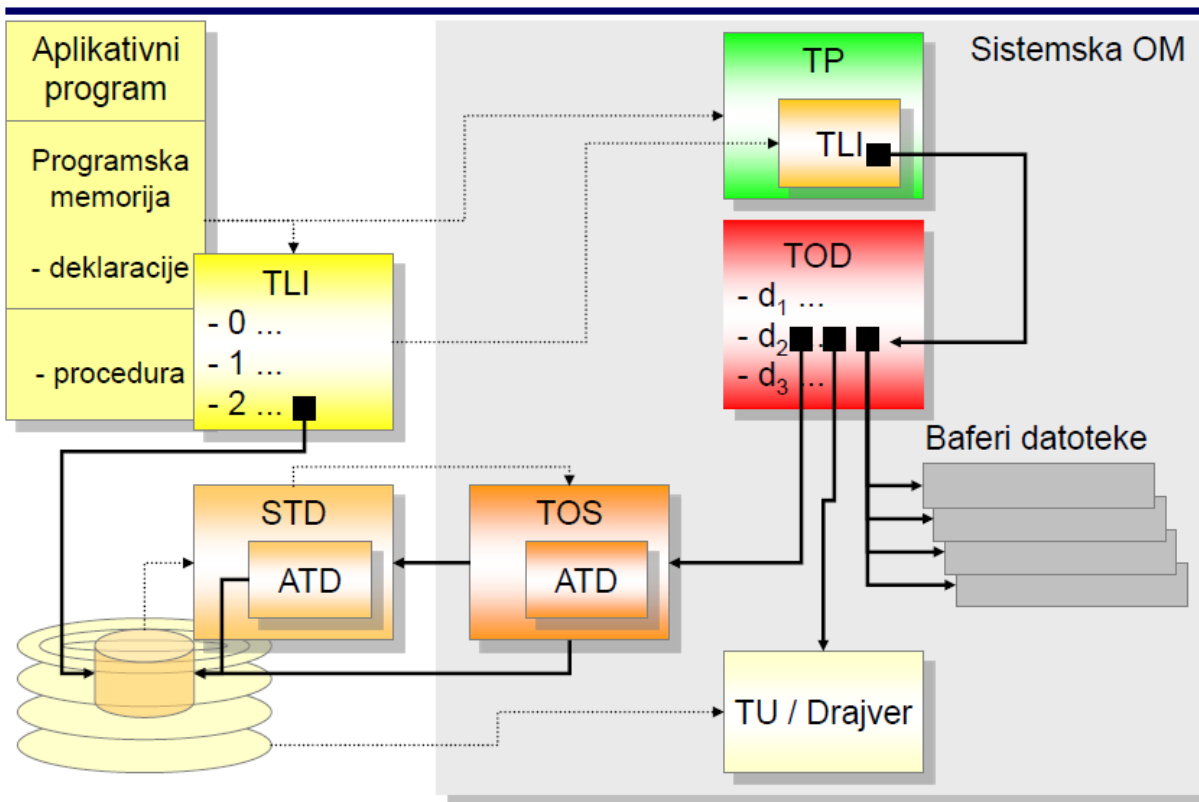 Aplikativni
program
Programska
memorija
- deklaracije
- procedura
TLI
- 0 ...
- 1 ...
- 2 ...
Sistemska OM
TP
TLI
TOD
- d₁ ...
- d₂ ...
- d₃ ...
Baferi datoteke
STD
ATD
TOS
ATD
TU / Drajver